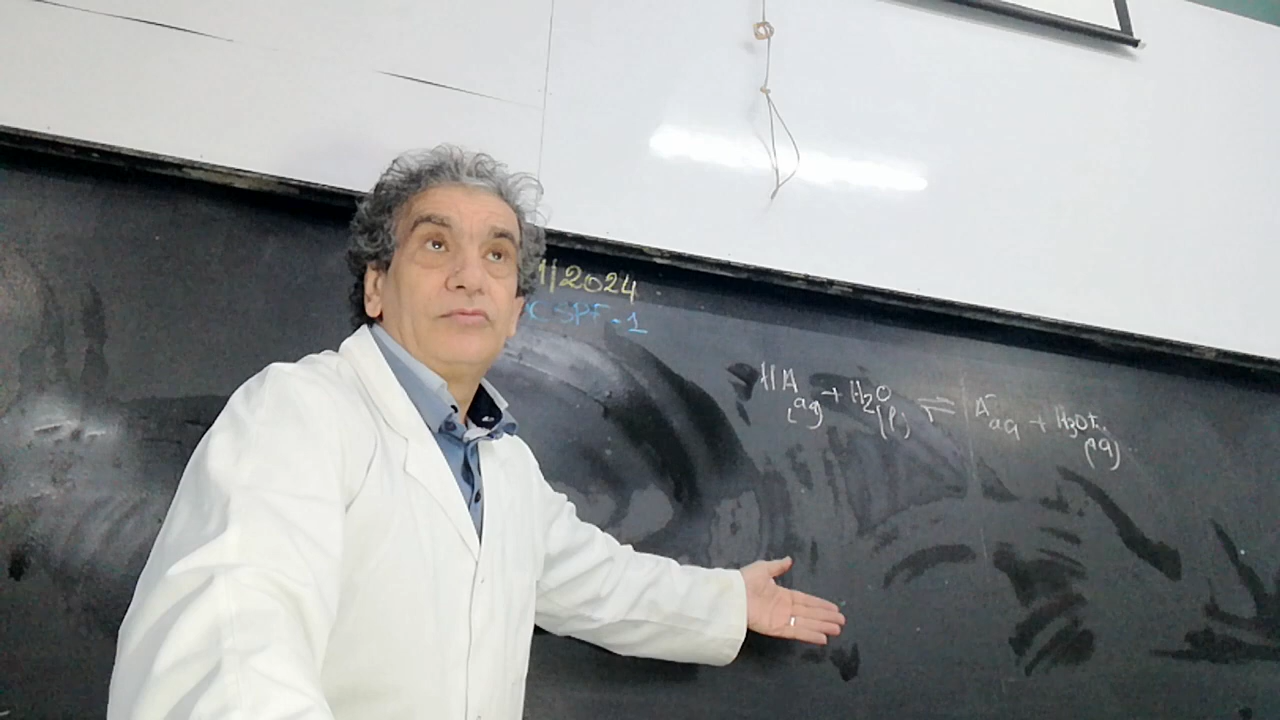 1/2024
C SPF-1
HA(aq) + H2O(l) ⇌ A-aq + H3O+(aq)